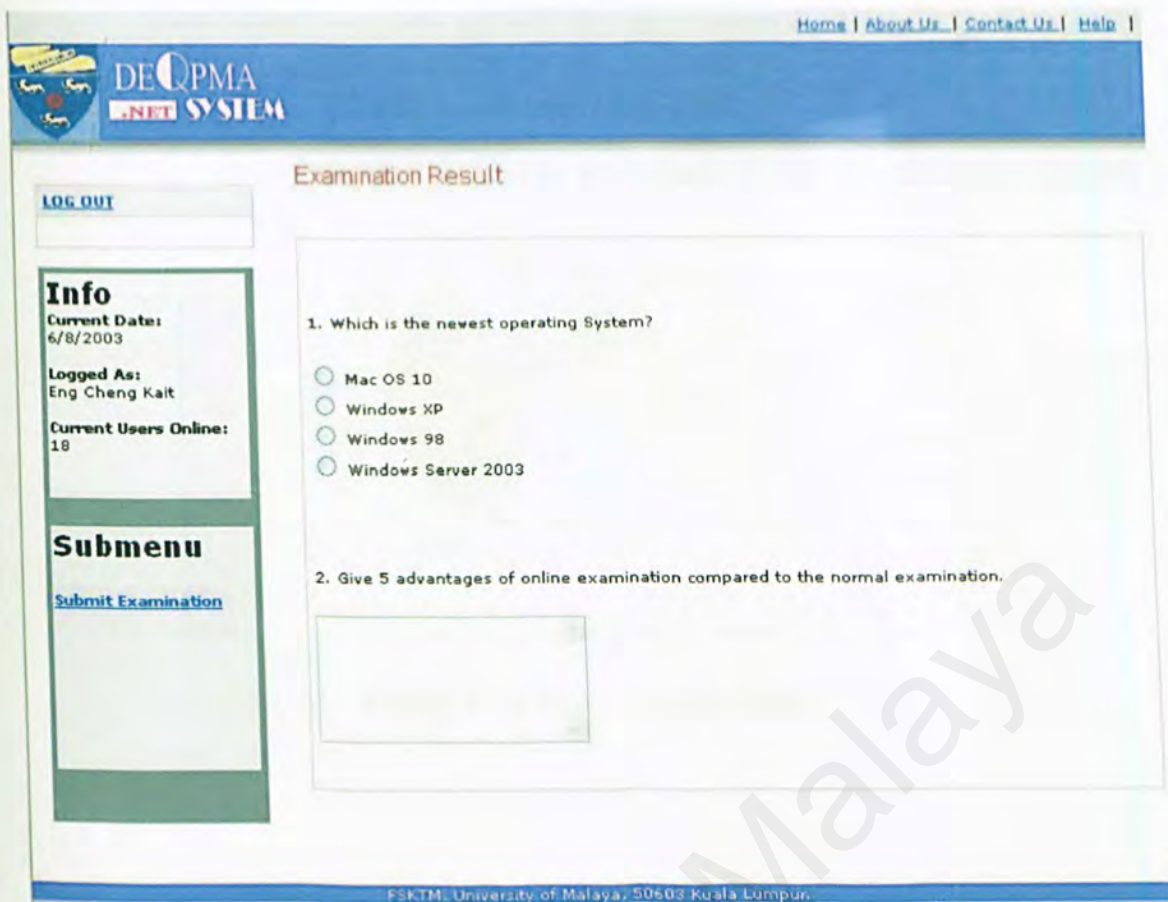 Home | About Us | Contact Us | Help |
DEQPMA
.NET SYSTEM
Examination Result
LOG OUT
Info
Current Date:
6/8/2003
Logged As:
Eng Cheng Kait
Current Users Online:
18
Submenu
Submit Examination
1. Which is the newest operating System?
Mac OS 10
Windows XP
Windows 98
Windows Server 2003
2. Give 5 advantages of online examination compared to the normal examination.
Malaya
FSKTM, University of Malaya, 50603 Kuala Lumpur.